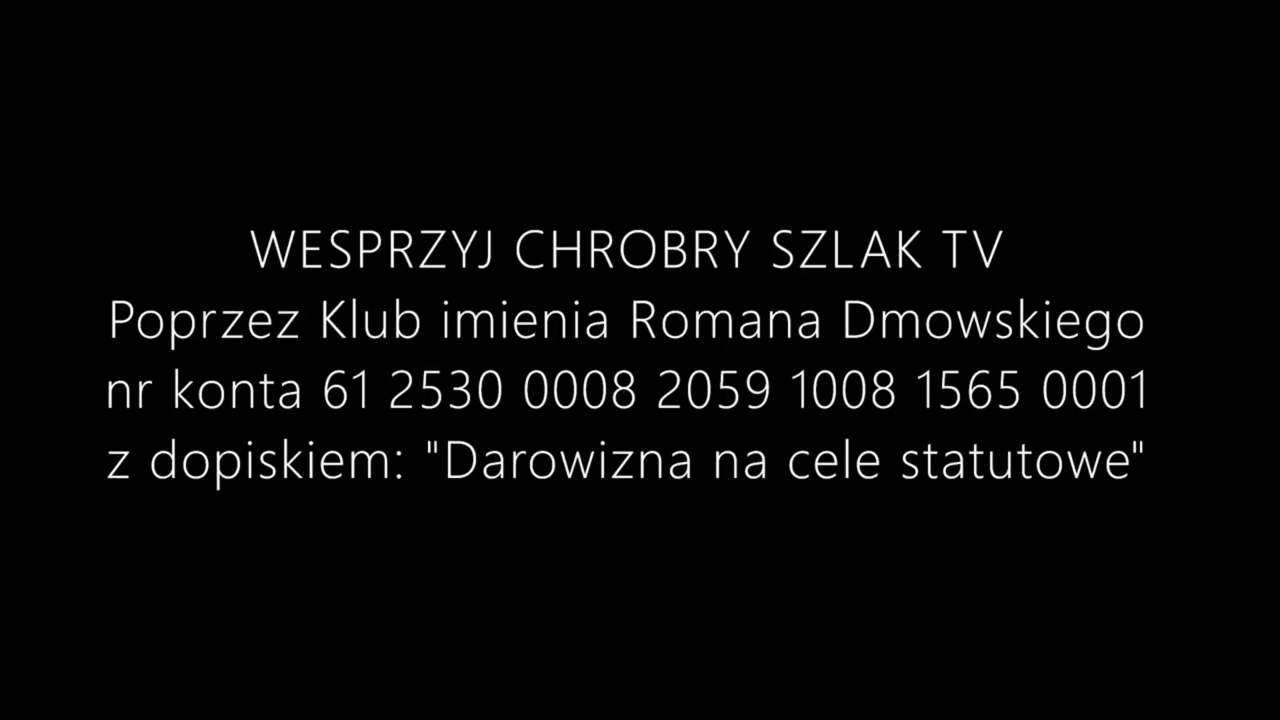 WESPRZYJ CHROBRY SZLAK TV
Poprzez Klub imienia Romana Dmowskiego
nr konta 61 2530 0008 2059 1008 1565 0001
z dopiskiem: "Darowizna na cele statutowe"